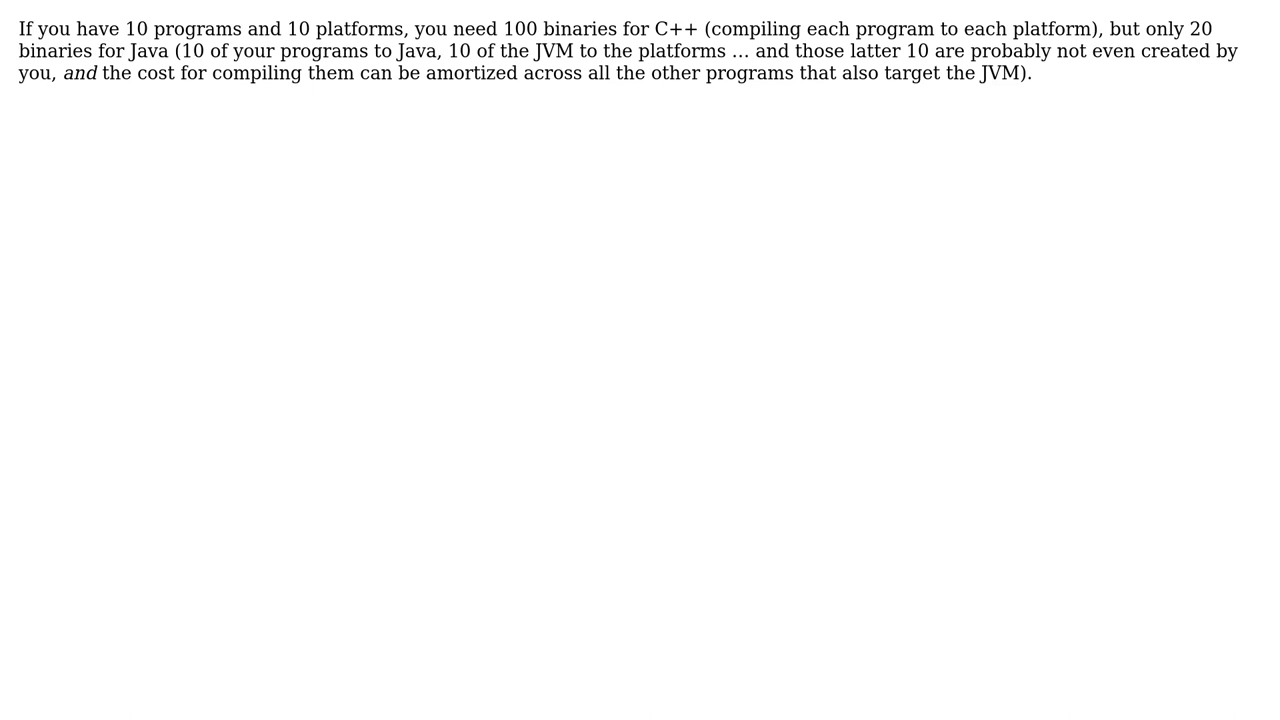 If you have 10 programs and 10 platforms, you need 100 binaries for C++ (compiling each program to each platform), but only 20
binaries for Java (10 of your programs to Java, 10 of the JVM to the platforms … and those latter 10 are probably not even created by
you, and the cost for compiling them can be amortized across all the other programs that also target the JVM).